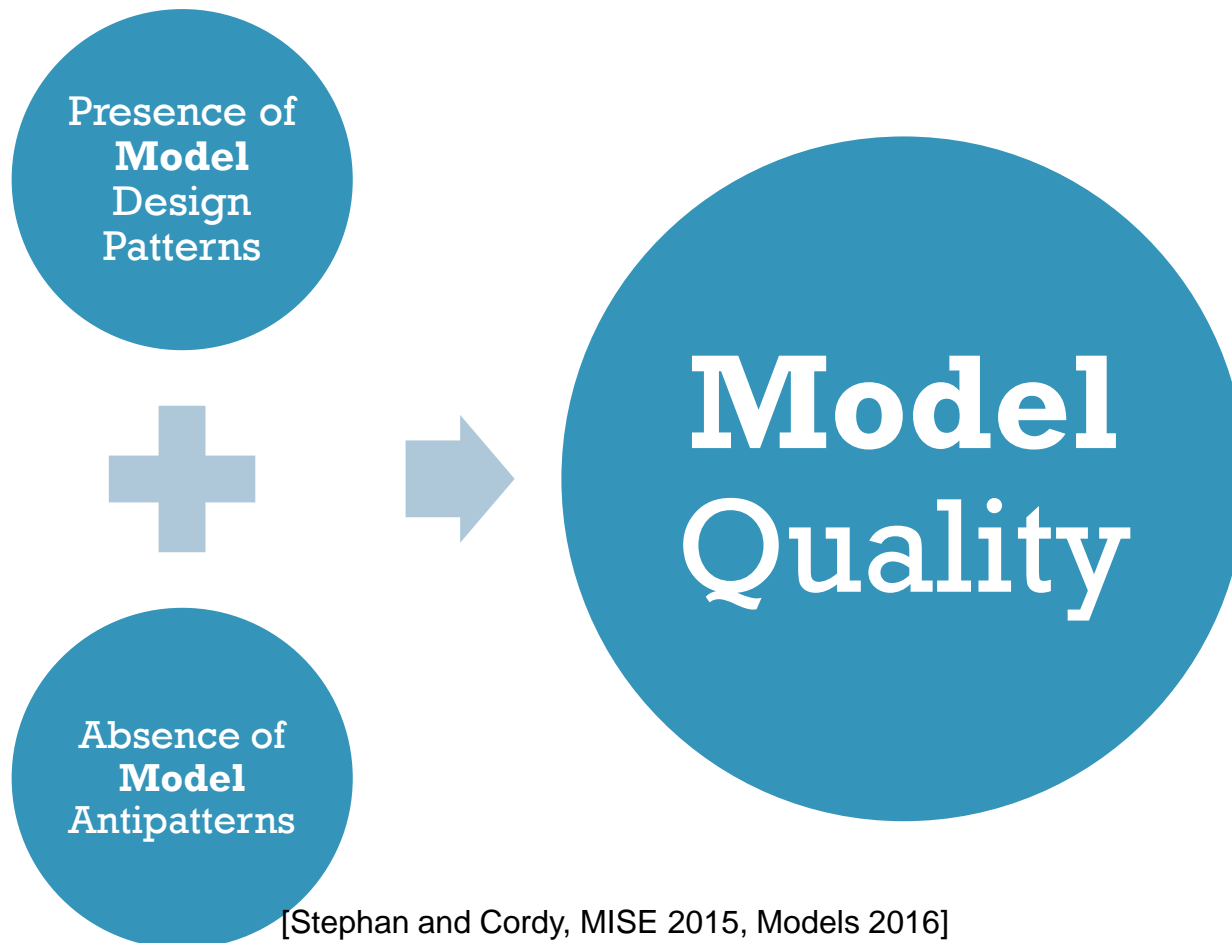 Presence of
Model
Design
Patterns
Absence of
Model
Antipatterns
Model
Quality
[Stephan and Cordy, MISE 2015, Models 2016]